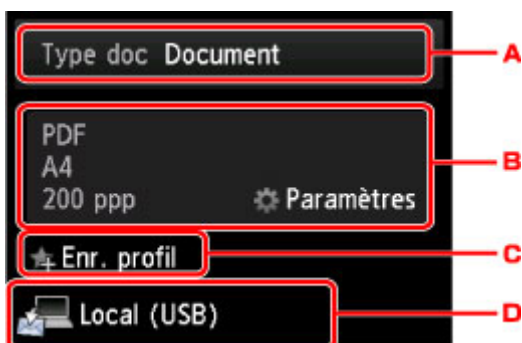 Type doc Document A
PDF
A4 B
200 ppp Paramètres
Enr. profil C
Local (USB) D